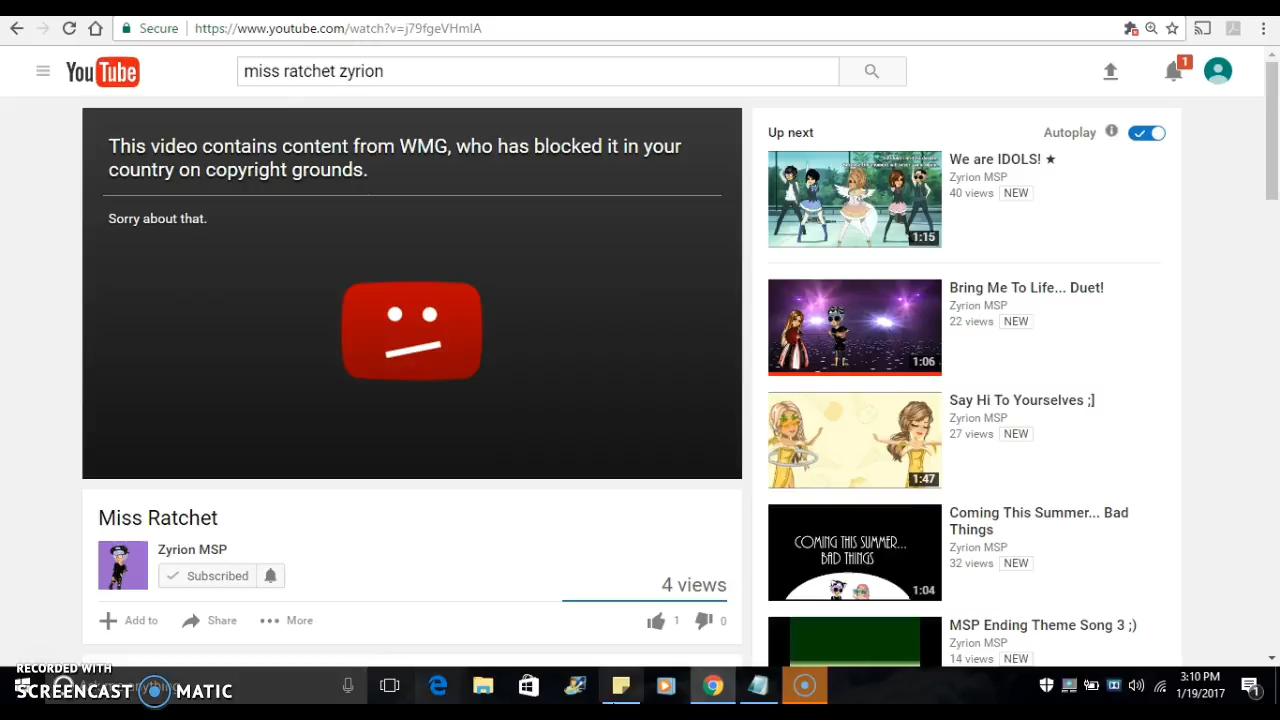 Secure
https://www.youtube.com/watch?v=j79fgeVHmlA
YouTube
miss ratchet zyrion
1
This video contains content from WMG, who has blocked it in your
country on copyright grounds.
Sorry about that.
Miss Ratchet
Zyrion MSP
Subscribed
4 views
Add to
Share
More
1
0
Up next
Autoplay
We are IDOLS! ★
Zyrion MSP
40 views NEW
1:15
Bring Me To Life... Duet!
Zyrion MSP
22 views NEW
1:06
Say Hi To Yourselves ;]
Zyrion MSP
27 views NEW
1:47
Coming This Summer... Bad
Things
Zyrion MSP
32 views NEW
COMING THIS SUMMER...
BAD THINGS
1:04
MSP Ending Theme Song 3 ;)
Zyrion MSP
14 views NEW
RECORDED WITH
SCREENCAST MATIC
3:10 PM
1/19/2017
1